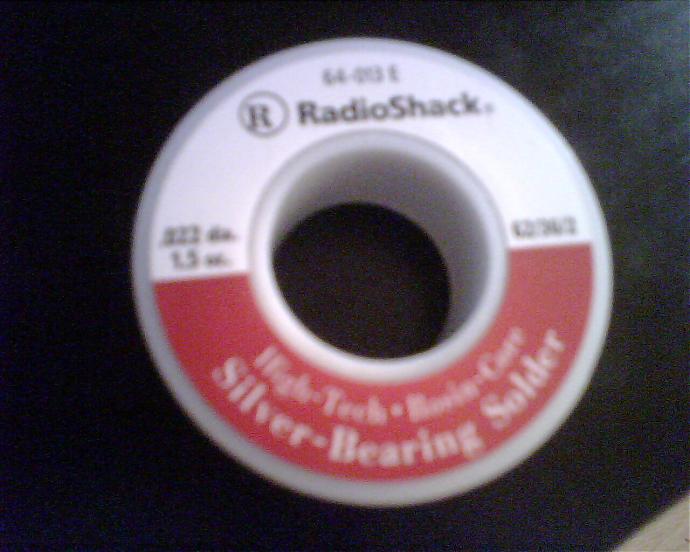 64-013 E
R RadioShack®
.022 dia.
1.5 oz.
62/36/2
High-Tech • Rosin-Core
Silver-Bearing Solder